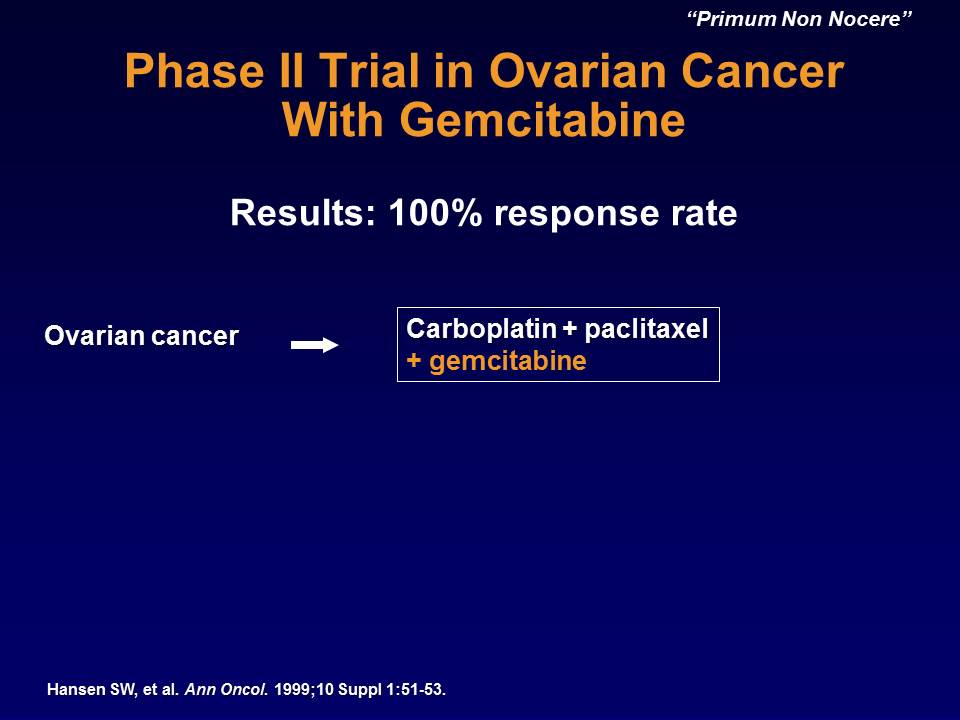 “Primum Non Nocere”
Phase II Trial in Ovarian Cancer
With Gemcitabine
Results: 100% response rate
Ovarian cancer
Carboplatin + paclitaxel
+ gemcitabine
Hansen SW, et al. Ann Oncol. 1999;10 Suppl 1:51-53.